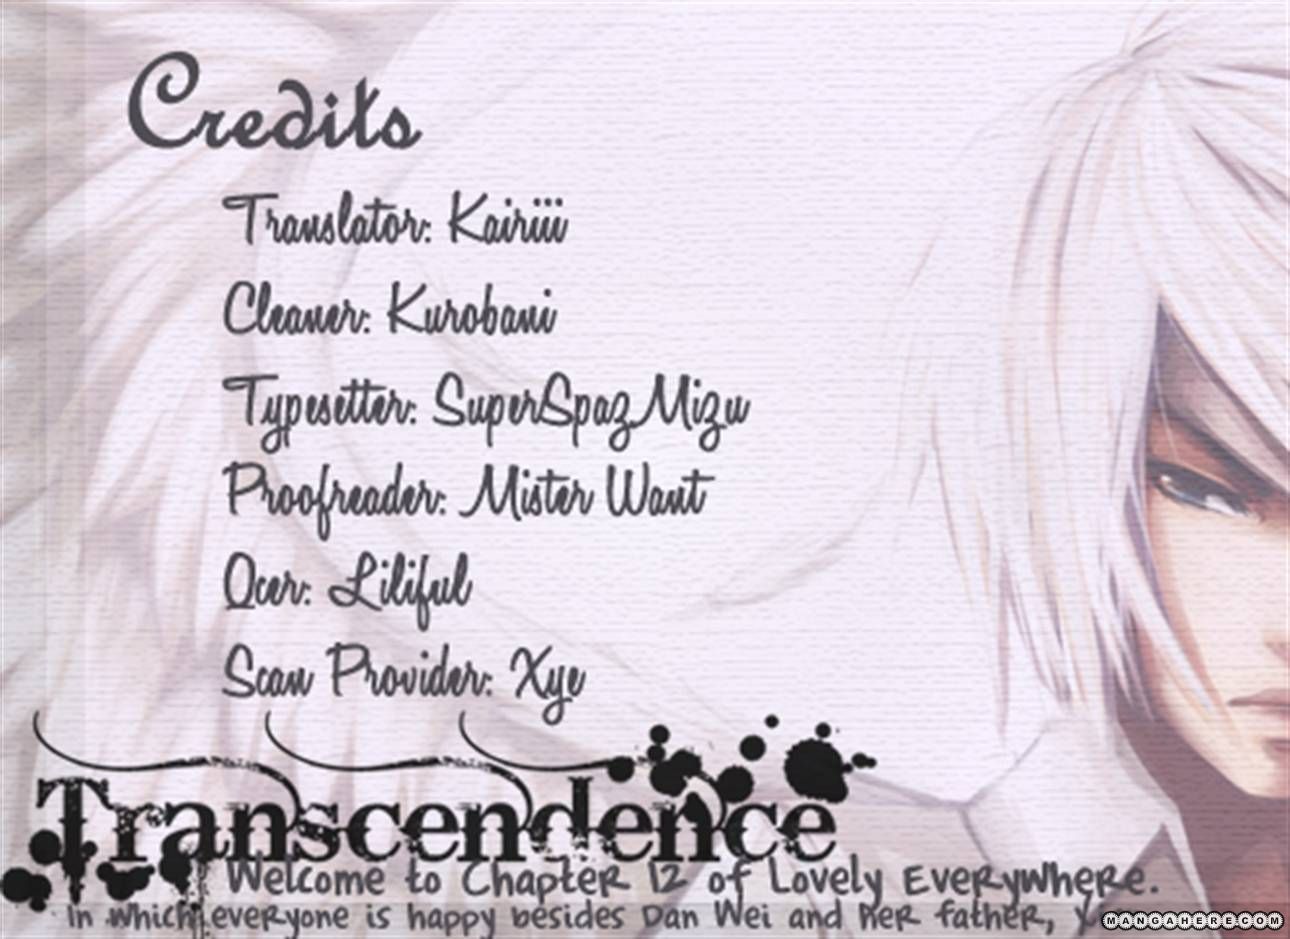 Credits
Translator: Kairiii
Cleaner: Kurobani
Typesetter: SuperSpazMizu
Proofreader: Mister Want
Qcer: Liliful
Scan Provider: Xye
Transcendence
Welcome to Chapter 12 of Lovely Everywhere.
In which everyone is happy besides Dan Wei and her father,
MANGAHERE.COM